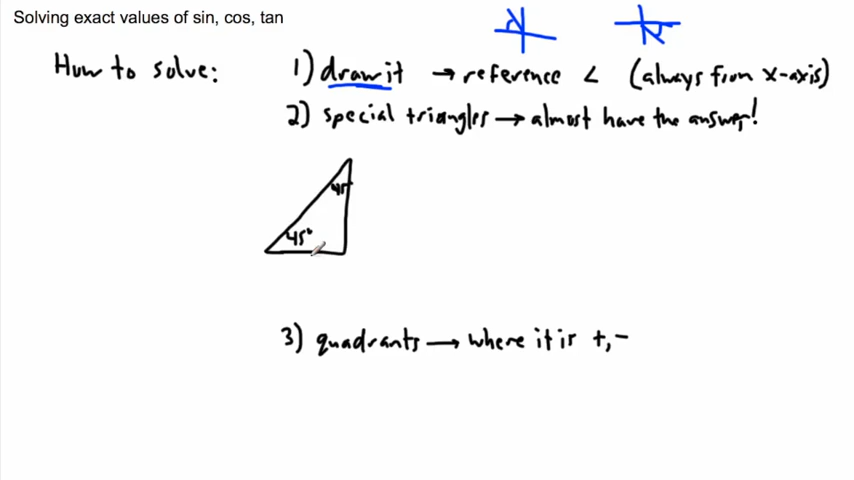 Solving exact values of sin, cos, tan
How to solve: 1) draw it → reference ∠ (always from x-axis)
2) special triangles → almost have the answer!
45
45°
3) quadrants → where it is +, -